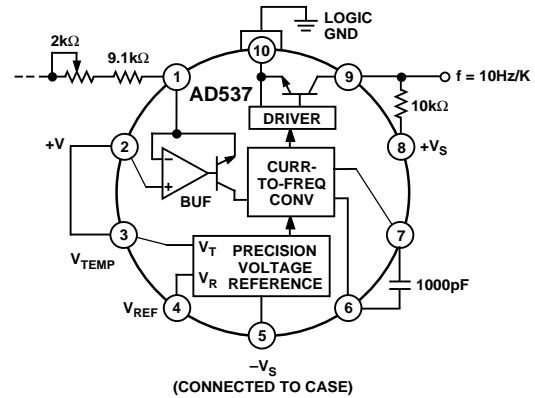 LOGIC
GND
2kΩ
9.1kΩ
10
1
AD537
9
f = 10Hz/K
10kΩ
DRIVER
8
+VS
+V
2
–
+
BUF
CURR-
TO-FREQ
CONV
7
3
VTEMP
VT
VR
PRECISION
VOLTAGE
REFERENCE
1000pF
VREF
4
6
5
–VS
(CONNECTED TO CASE)